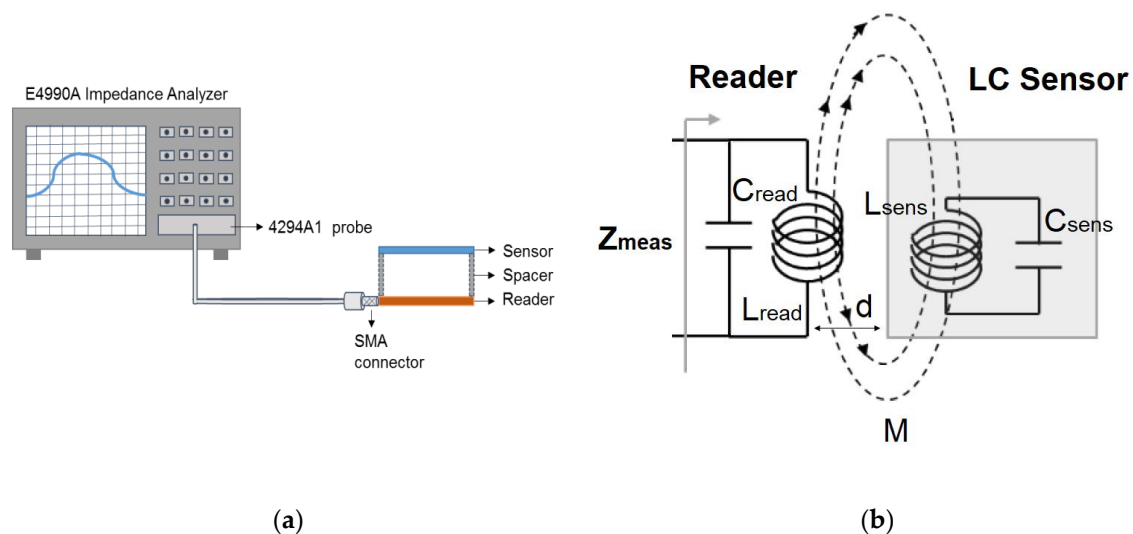 E4990A Impedance Analyzer
4294A1 probe
Sensor
Spacer
Reader
SMA
connector
(a)
Reader
LC Sensor
Cread
Lsens
Csens
Zmeas
Lread
d
M
(b)